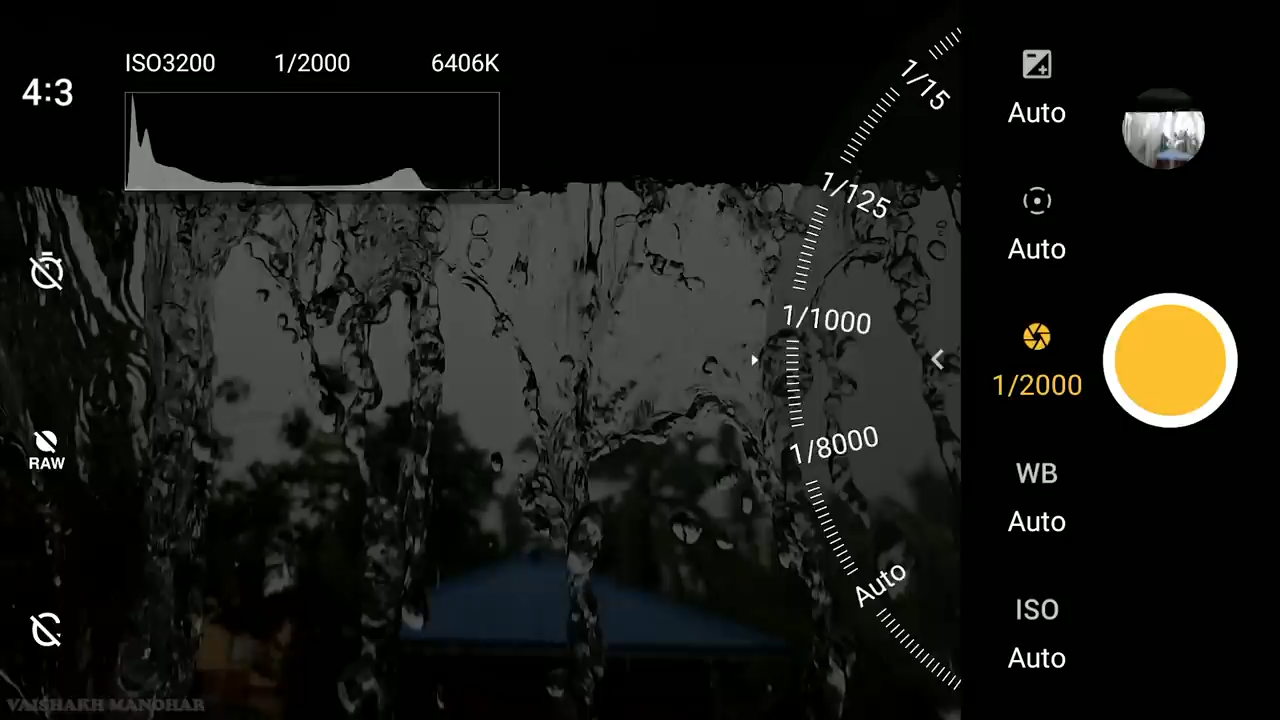 4:3
ISO3200 1/2000 6406K
RAW
1/15
1/125
1/1000
1/8000
Auto
Auto
Auto
1/2000
WB
Auto
ISO
Auto
VAISHAKH MANOHAR